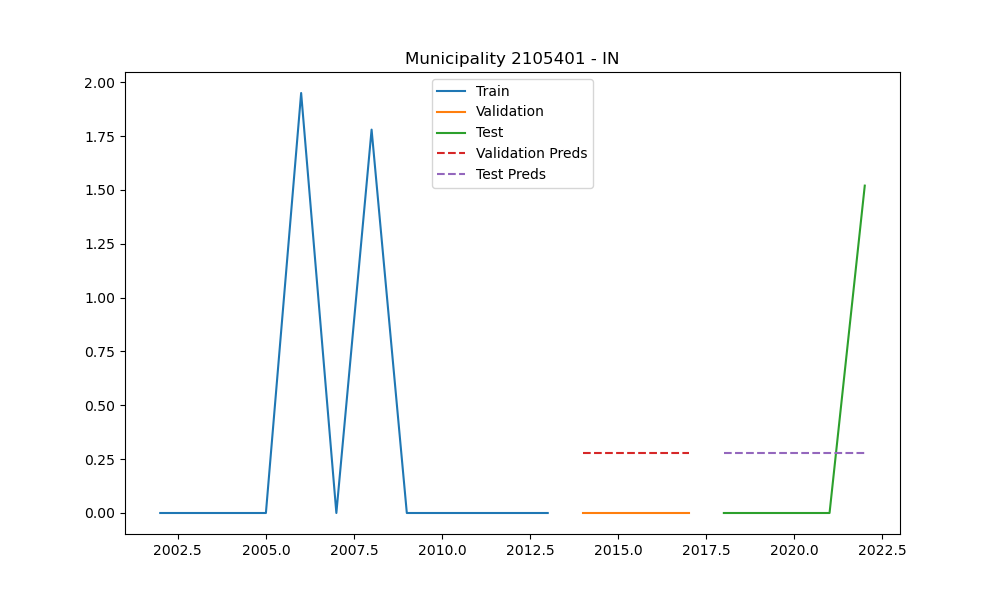 Municipality 2105401 - IN
Train
Validation
Test
Validation Preds
Test Preds
2.00
1.75
1.50
1.25
1.00
0.75
0.50
0.25
0.00
2002.5 2005.0 2007.5 2010.0 2012.5 2015.0 2017.5 2020.0 2022.5